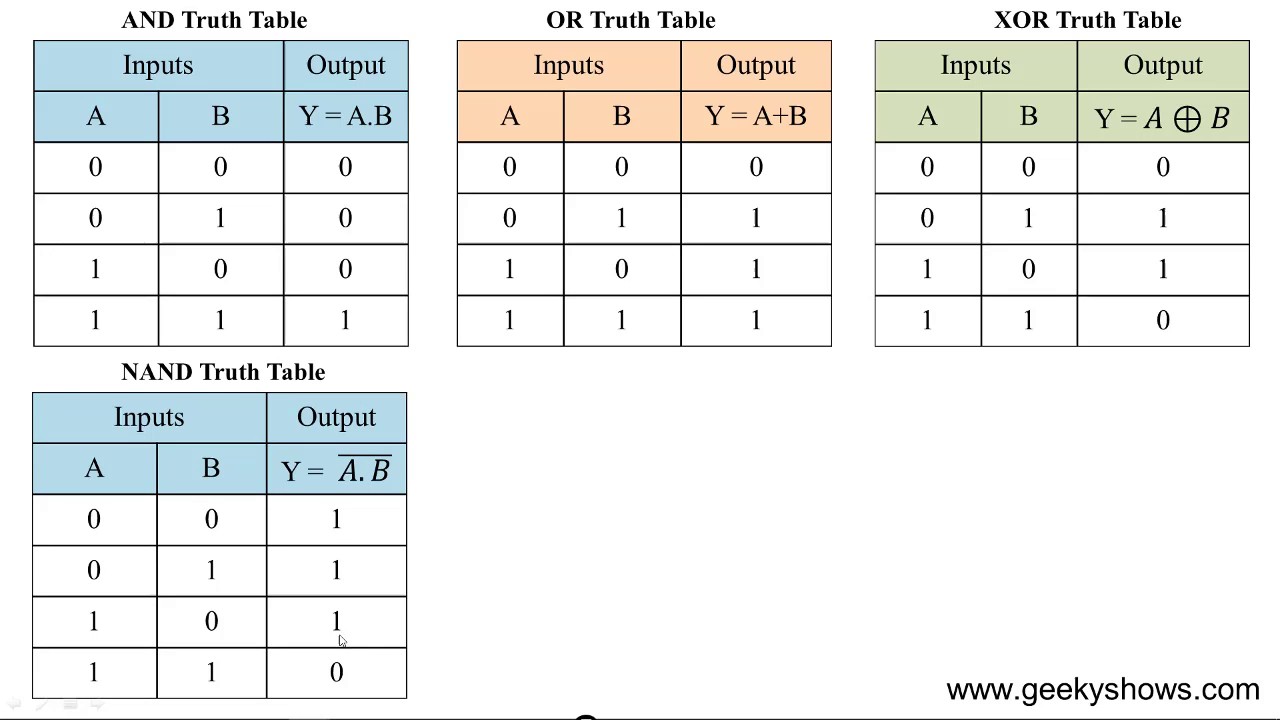 AND Truth Table
Inputs Output
A B Y = A.B
0 0 0
0 1 0
1 0 0
1 1 1
OR Truth Table
Inputs Output
A B Y = A+B
0 0 0
0 1 1
1 0 1
1 1 1
XOR Truth Table
Inputs Output
A B Y = A ⊕ B
0 0 0
0 1 1
1 0 1
1 1 0
NAND Truth Table
Inputs Output
A B Y = A̅.̅B̅
0 0 1
0 1 1
1 0 1
1 1 0
www.geekyshows.com